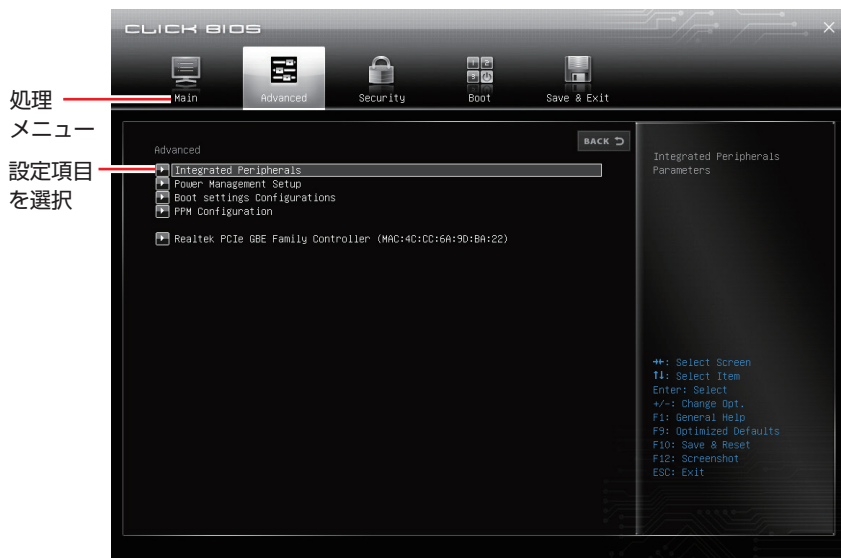 CLICK BIOS
Main
Advanced
Security
Boot
Save & Exit
処理
メニュー
設定項目
を選択
Advanced
BACK
Integrated Peripherals
Power Management Setup
Boot settings Configurations
PPM Configuration
Realtek PCIe GBE Family Controller (MAC:4C:CC:6A:9D:BA:22)
Integrated Peripherals
Parameters
→←: Select Screen
↑↓: Select Item
Enter: Select
+/-: Change Opt.
F1: General Help
F9: Optimized Defaults
F10: Save & Reset
F12: Screenshot
ESC: Exit